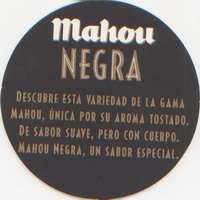 Mahou
NEGRA
DESCUBRE ESTA VARIEDAD DE LA GAMA
MAHOU, ÚNICA POR SU AROMA TOSTADO.
DE SABOR SUAVE, PERO CON CUERPO.
MAHOU NEGRA, UN SABOR ESPECIAL.